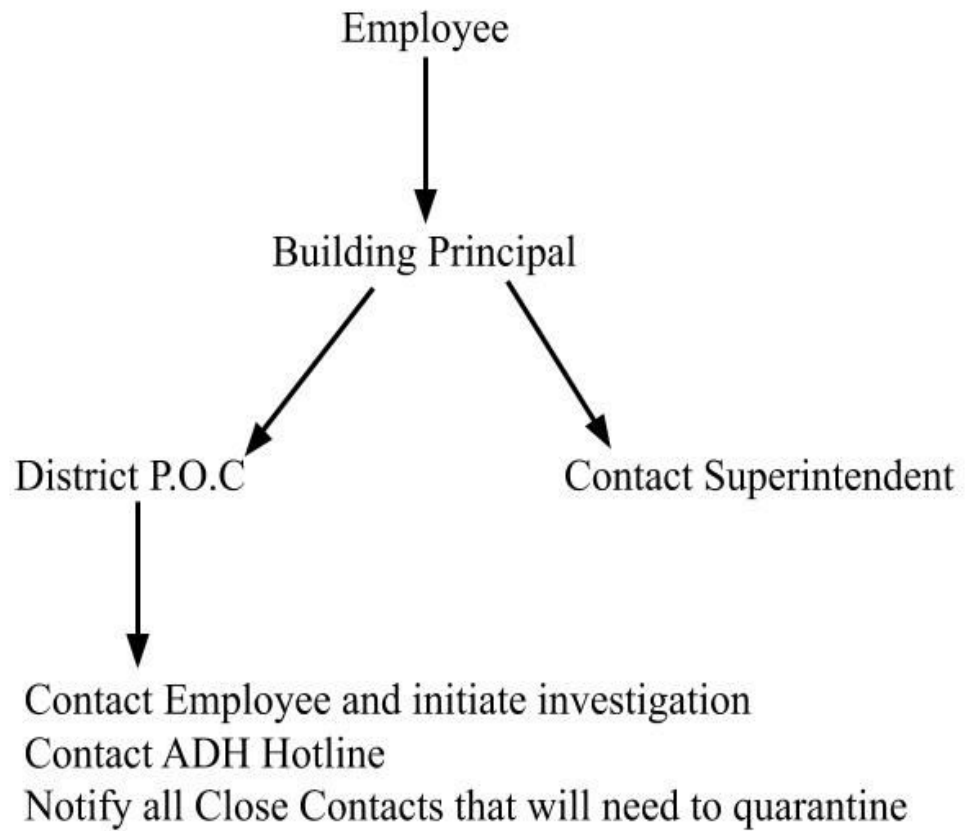 Employee
Building Principal
District P.O.C
Contact Superintendent
Contact Employee and initiate investigation
Contact ADH Hotline
Notify all Close Contacts that will need to quarantine